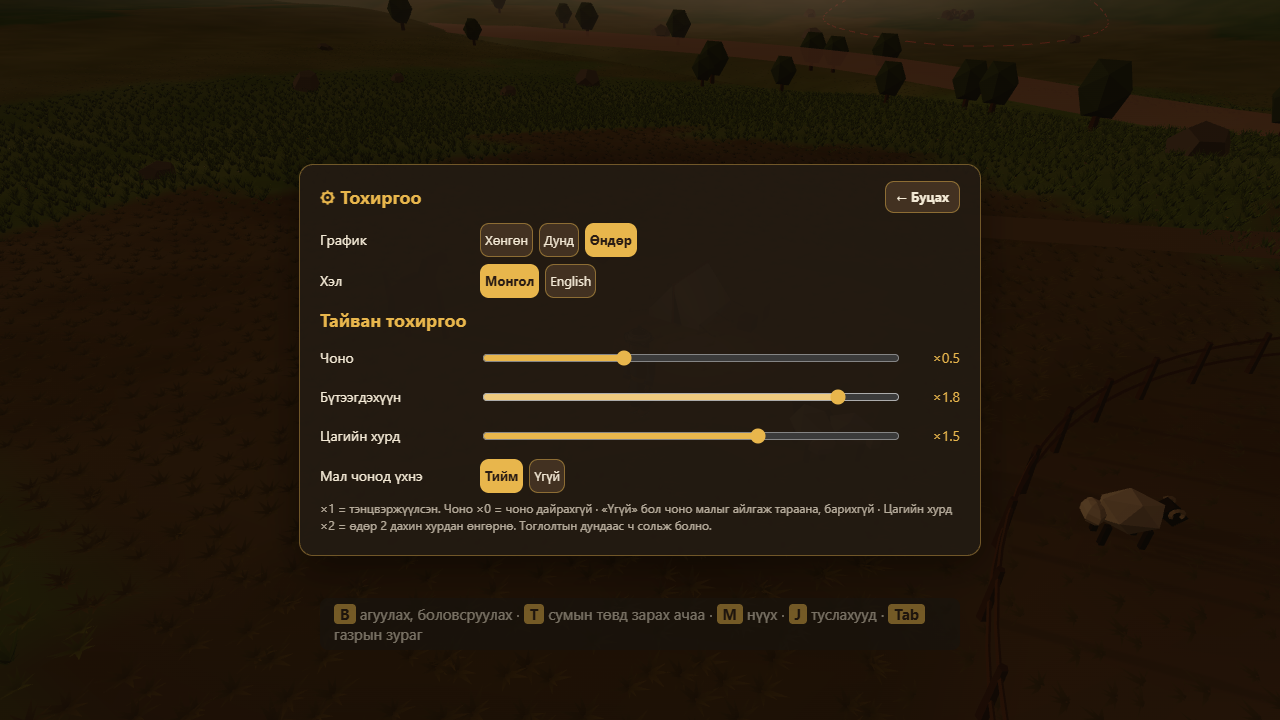 ⚙ Тохиргоо
← Буцах
График
Хөнгөн
Дунд
Өндөр
Хэл
Монгол
English
Тайван тохиргоо
Чоно
×0.5
Бүтээгдэхүүн
×1.8
Цагийн хурд
×1.5
Мал чонод үхнэ
Тийм
Үгүй
×1 = тэнцвэржүүлсэн. Чоно ×0 = чоно дайрахгүй · «Үгүй» бол чоно малыг айлгаж тараана, барихгүй · Цагийн хурд
×2 = өдөр 2 дахин хурдан өнгөрнө. Тоглолтын дундаас ч сольж болно.
B агуулах, боловсруулах · T сумын төвд зарах ачаа · M нүүх · J туслахууд · Tab
газрын зураг